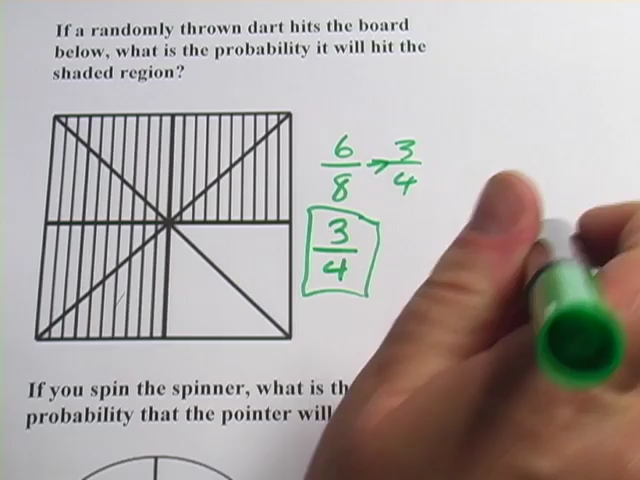 If a randomly thrown dart hits the board
below, what is the probability it will hit the
shaded region?
6/8 → 3/4
3/4
If you spin the spinner, what is th
probability that the pointer will